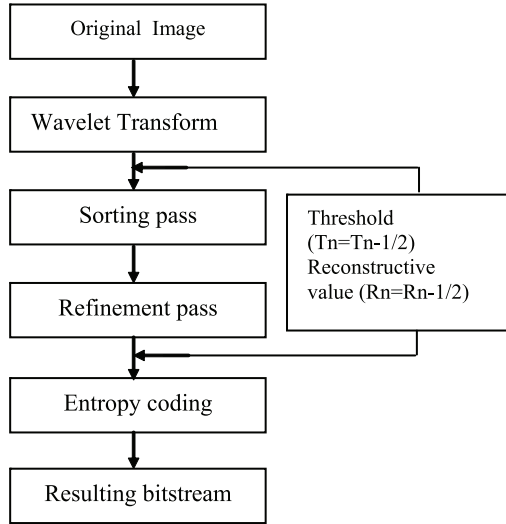 Original Image
Wavelet Transform
Sorting pass
Threshold
(Tn=Tn-1/2)
Reconstructive
value (Rn=Rn-1/2)
Refinement pass
Entropy coding
Resulting bitstream